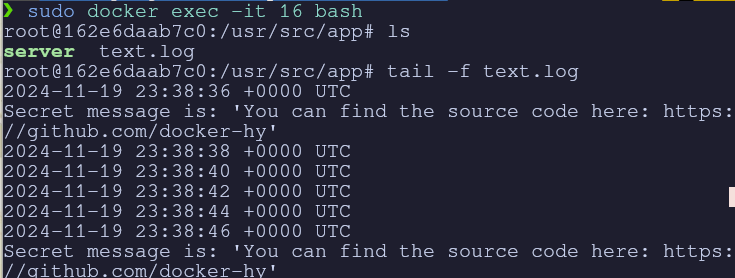 ❯ sudo docker exec -it 16 bash
root@162e6daab7c0:/usr/src/app# ls
server  text.log
root@162e6daab7c0:/usr/src/app# tail -f text.log
2024-11-19 23:38:36 +0000 UTC
Secret message is: 'You can find the source code here: https:
//github.com/docker-hy'
2024-11-19 23:38:38 +0000 UTC
2024-11-19 23:38:40 +0000 UTC
2024-11-19 23:38:42 +0000 UTC
2024-11-19 23:38:44 +0000 UTC
2024-11-19 23:38:46 +0000 UTC
Secret message is: 'You can find the source code here: https:
//github.com/docker-hy'